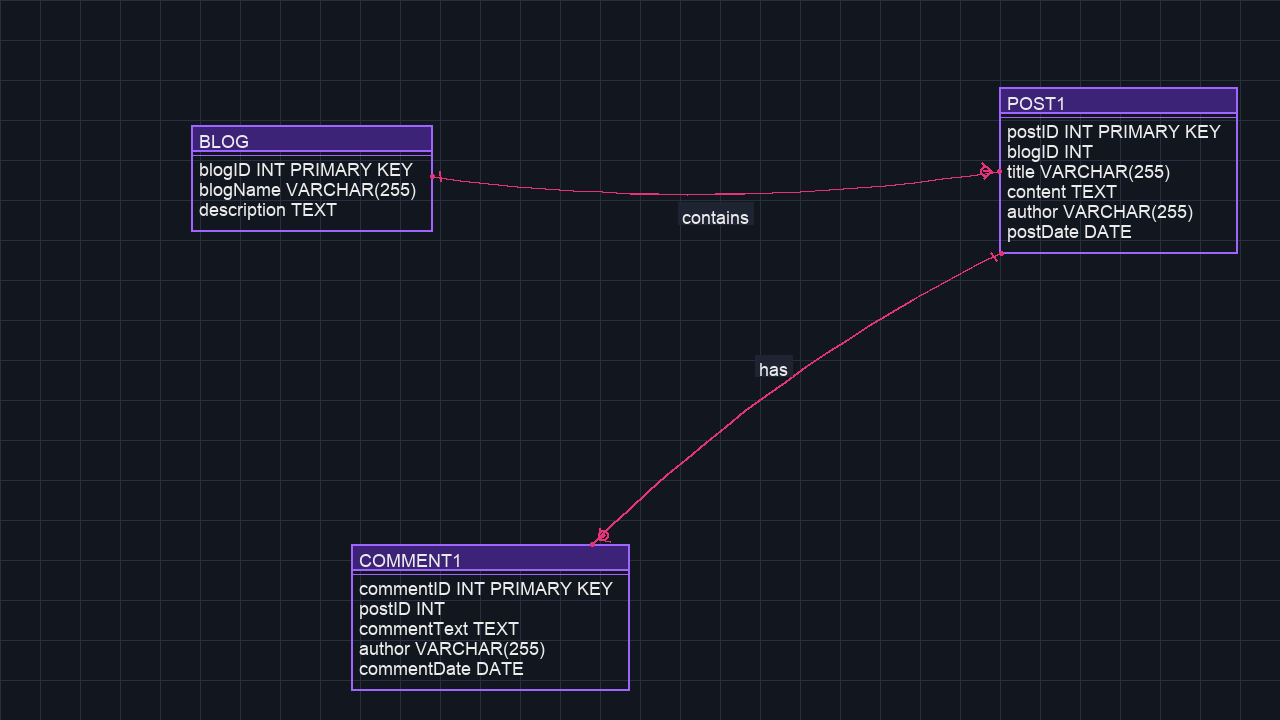 BLOG
blogID INT PRIMARY KEY
blogName VARCHAR(255)
description TEXT
contains
POST1
postID INT PRIMARY KEY
blogID INT
title VARCHAR(255)
content TEXT
author VARCHAR(255)
postDate DATE
has
COMMENT1
commentID INT PRIMARY KEY
postID INT
commentText TEXT
author VARCHAR(255)
commentDate DATE